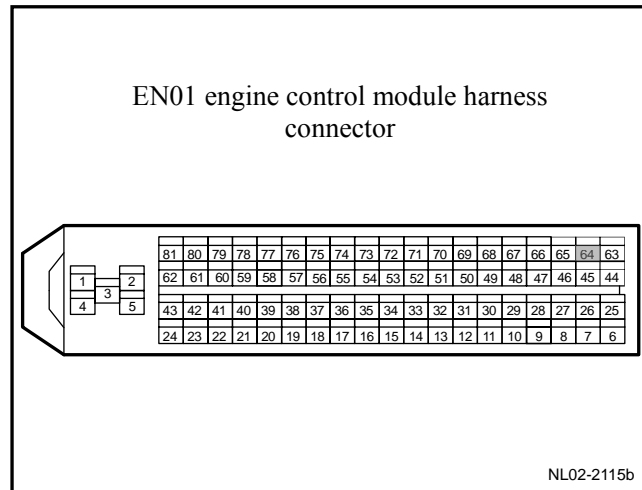 EN01 engine control module harness
connector
81 80 79 78 77 76 75 74 73 72 71 70 69 68 67 66 65 64 63
1 2
62 61 60 59 58 57 56 55 54 53 52 51 50 49 48 47 46 45 44
3
4 5
43 42 41 40 39 38 37 36 35 34 33 32 31 30 29 28 27 26 25
24 23 22 21 20 19 18 17 16 15 14 13 12 11 10 9 8 7 6
NL02-2115b